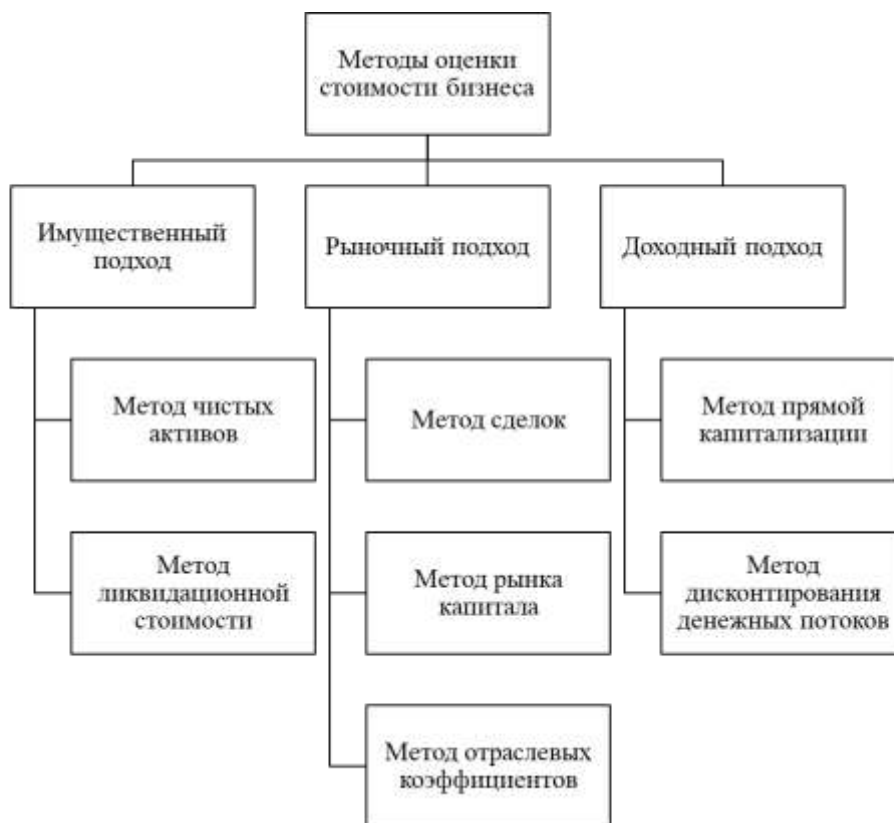 Методы оценки
стоимости бизнеса
Имущественный
подход
Рыночный подход
Доходный подход
Метод чистых
активов
Метод сделок
Метод прямой
капитализации
Метод
ликвидационной
стоимости
Метод рынка
капитала
Метод
дисконтирования
денежных потоков
Метод отраслевых
коэффициентов